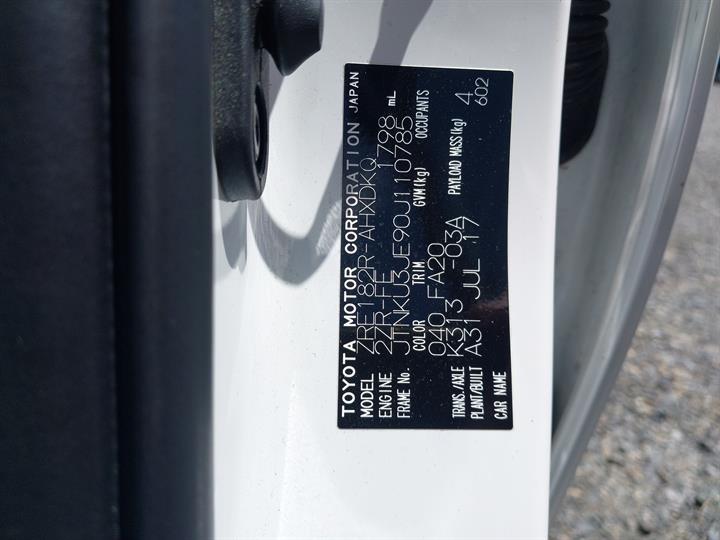 TOYOTA MOTOR CORPORATION JAPAN
MODEL ZRE182R-AHXDKQ
ENGINE 2ZR-FE 1798 mL
FRAME No. JTNKU3JE90J110785
COLOR TRIM GVM(kg) OCCUPANTS
040 FA20 4
TRANS./AXLE K313 -03A PAYLOAD MASS(kg) 602
PLANT/BUILT A31 JUL 17
CAR NAME